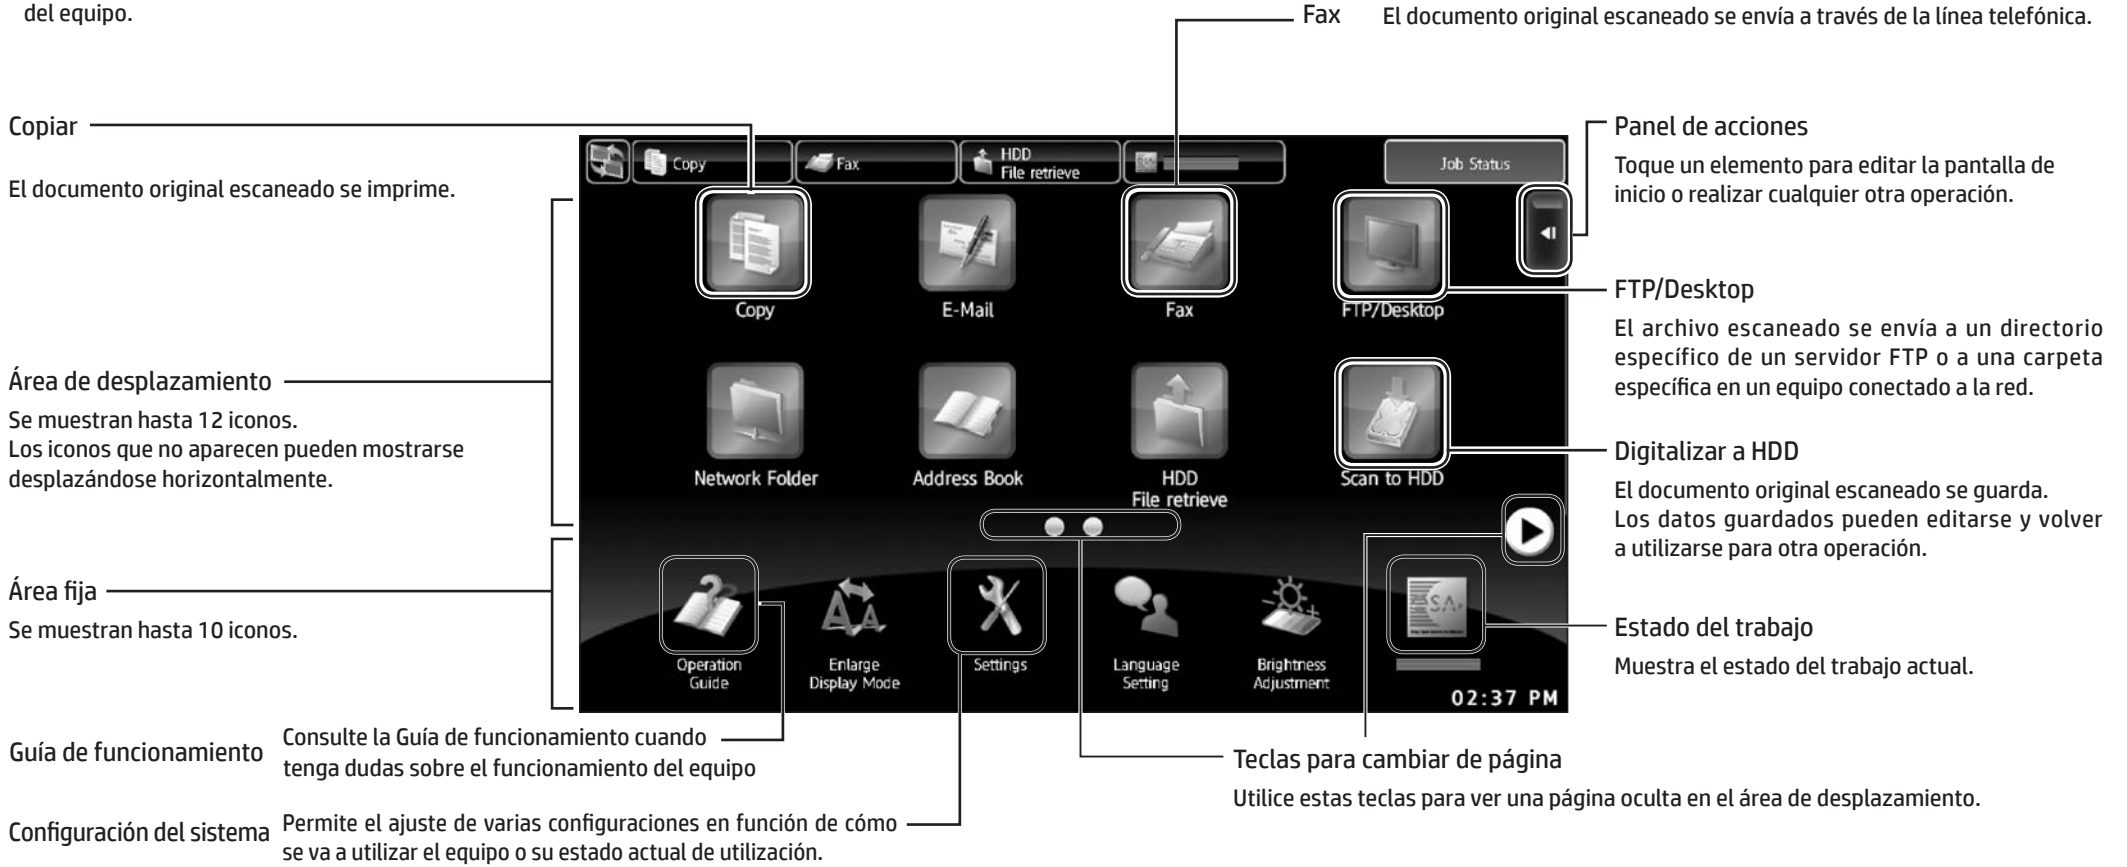 del equipo.
Fax
El documento original escaneado se envía a través de la línea telefónica.
Copiar
El documento original escaneado se imprime.
Área de desplazamiento
Se muestran hasta 12 iconos.
Los iconos que no aparecen pueden mostrarse
desplazándose horizontalmente.
Área fija
Se muestran hasta 10 iconos.
Copy
Fax
HDD
File retrieve
Job Status
Copy
E-Mail
Fax
FTP/Desktop
Network Folder
Address Book
HDD
File retrieve
Scan to HDD
Operation
Guide
Enlarge
Display Mode
Settings
Language
Setting
Brightness
Adjustment
02:37 PM
Panel de acciones
Toque un elemento para editar la pantalla de
inicio o realizar cualquier otra operación.
FTP/Desktop
El archivo escaneado se envía a un directorio
específico de un servidor FTP o a una carpeta
específica en un equipo conectado a la red.
Digitalizar a HDD
El documento original escaneado se guarda.
Los datos guardados pueden editarse y volver
a utilizarse para otra operación.
Estado del trabajo
Muestra el estado del trabajo actual.
Guía de funcionamiento
Consulte la Guía de funcionamiento cuando
tenga dudas sobre el funcionamiento del equipo
Configuración del sistema
Permite el ajuste de varias configuraciones en función de cómo
se va a utilizar el equipo o su estado actual de utilización.
Teclas para cambiar de página
Utilice estas teclas para ver una página oculta en el área de desplazamiento.